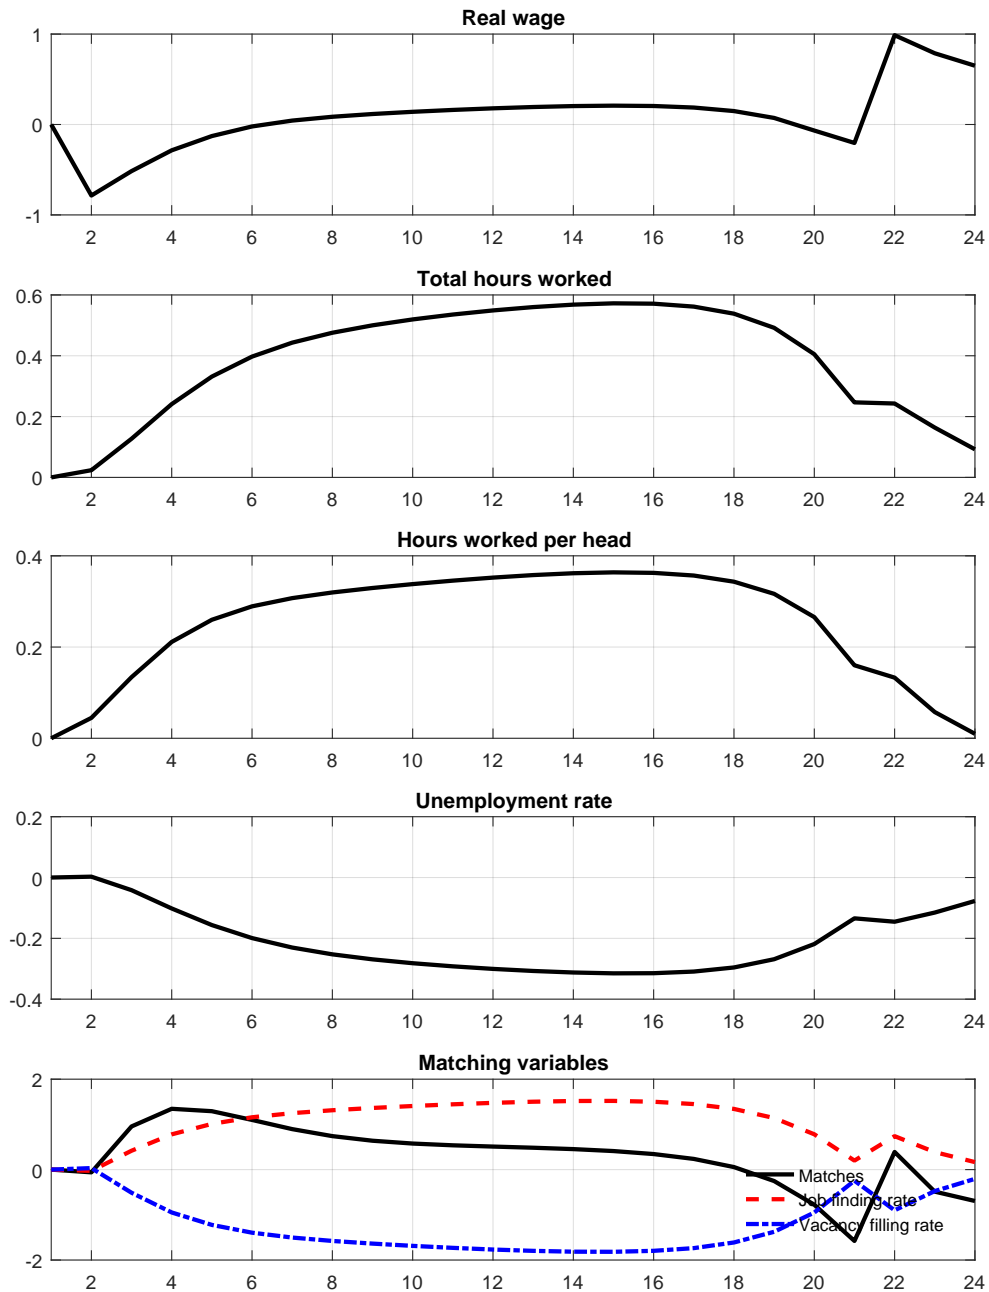 Real wage
1
0
-1
2 4 6 8 10 12 14 16 18 20 22 24
Total hours worked
0.6
0.4
0.2
0
2 4 6 8 10 12 14 16 18 20 22 24
Hours worked per head
0.4
0.2
0
2 4 6 8 10 12 14 16 18 20 22 24
Unemployment rate
0.2
0
-0.2
-0.4
2 4 6 8 10 12 14 16 18 20 22 24
Matching variables
2
0
-2
Matches
Job finding rate
Vacancy filling rate
2 4 6 8 10 12 14 16 18 20 22 24